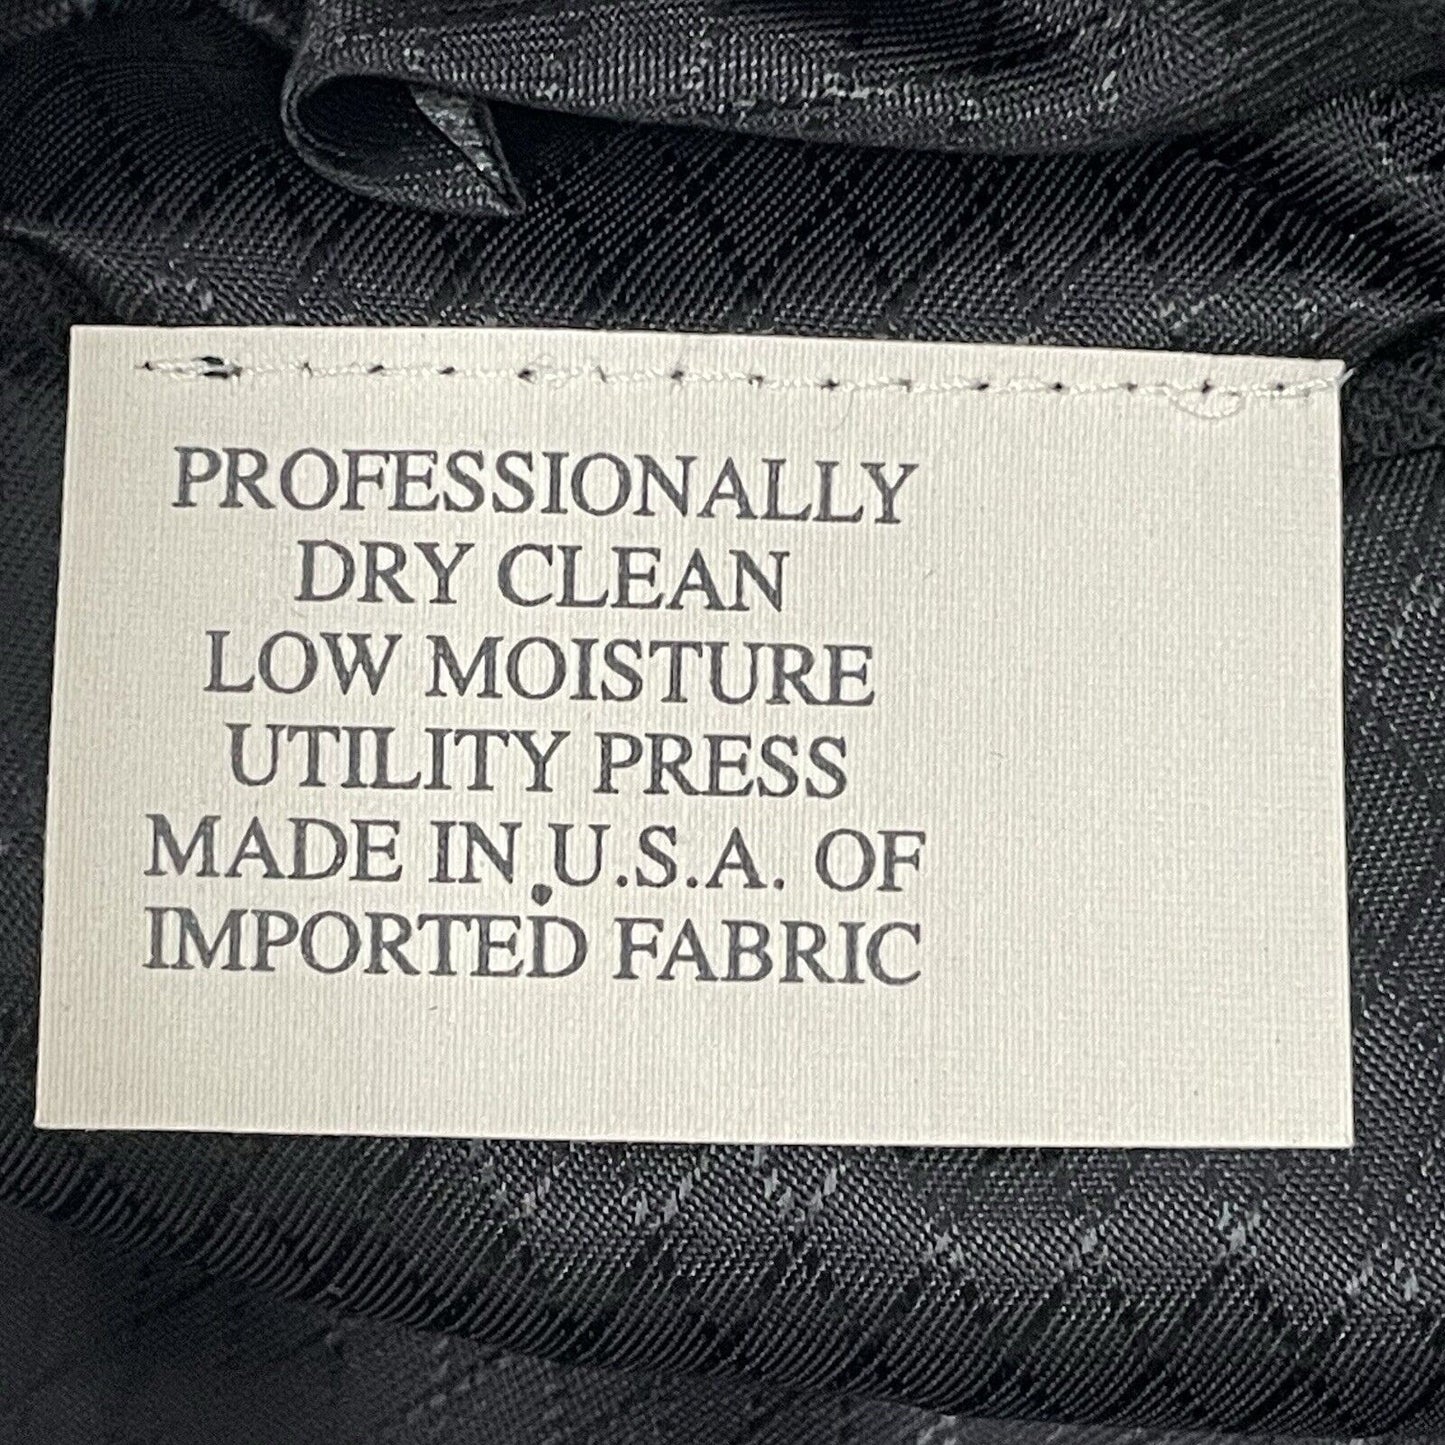 PROFESSIONALLY
DRY CLEAN
LOW MOISTURE
UTILITY PRESS
MADE IN U.S.A. OF
IMPORTED FABRIC